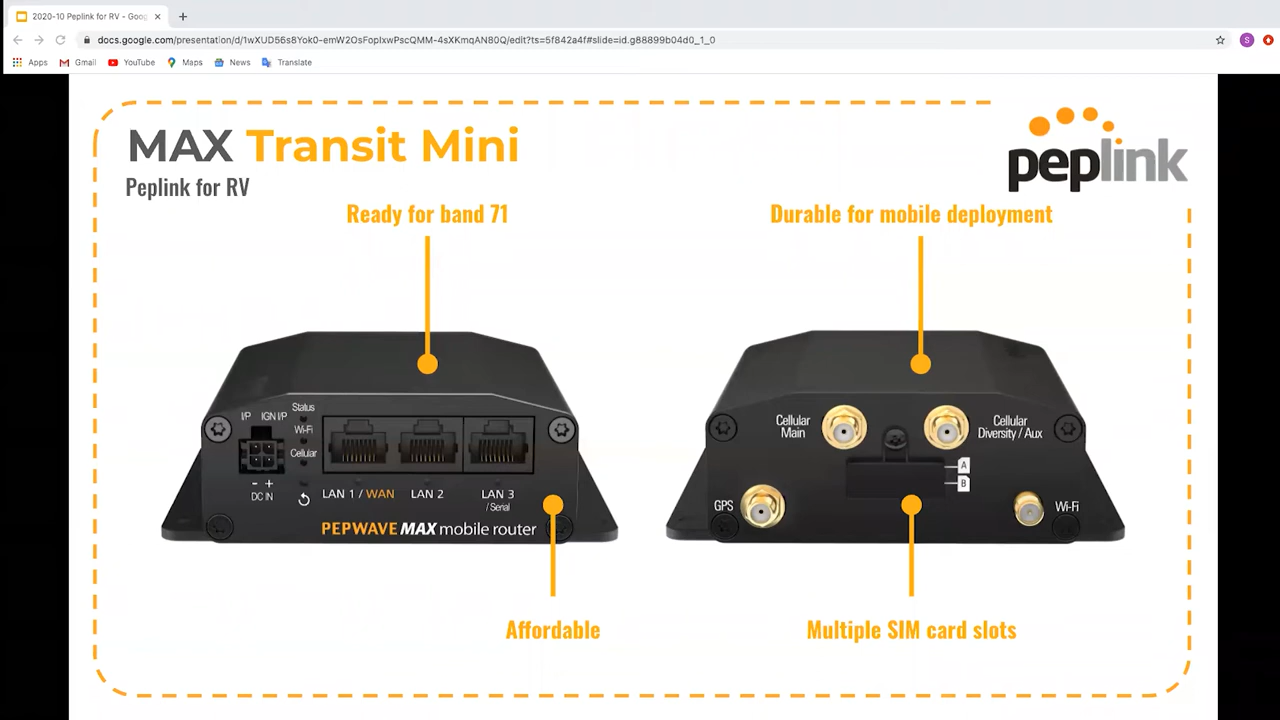 2020-10 Peplink for RV - Goog
docs.google.com/presentation/d/1wXUD56s8Yok0-emW2OsFopIxwPscQMM-4sXKmqAN80Q/edit?ts=5f842a4f#slide=id.g88899b04d0_1_0
S
Apps Gmail YouTube Maps News Translate
MAX Transit Mini
peplink
Peplink for RV
Ready for band 71
Durable for mobile deployment
I/P IGN I/P
Status
Wi-Fi
Cellular
- +
DC IN
LAN 1 / WAN LAN 2 LAN 3
/ Serial
PEPWAVE MAX mobile router
Cellular
Main
Cellular
Diversity / Aux
A
B
GPS
Wi-Fi
Affordable
Multiple SIM card slots